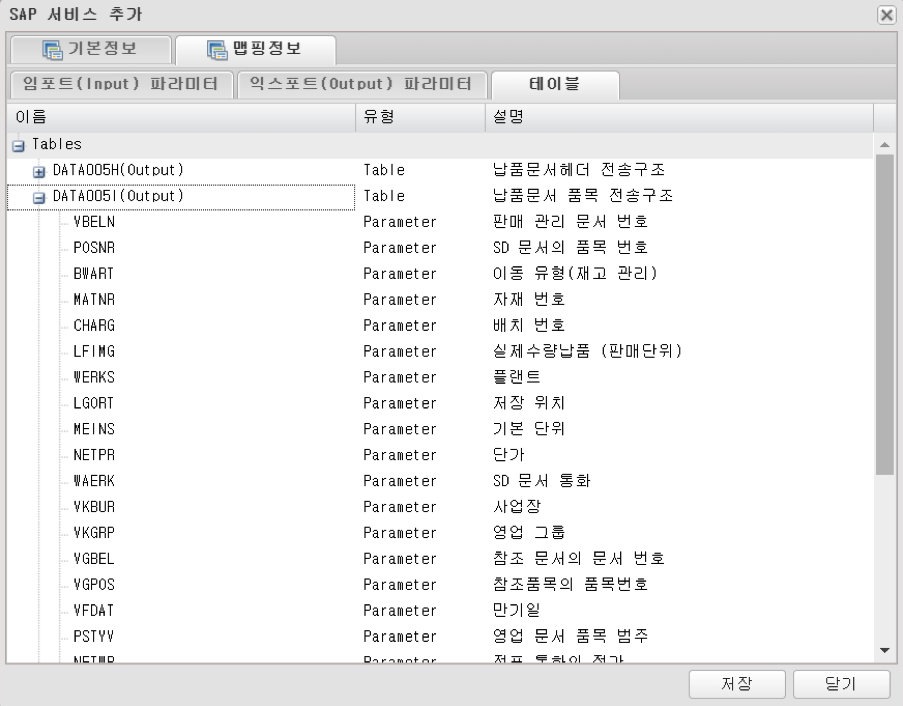 SAP 서비스 추가
기본정보 맵핑정보
임포트(Input) 파라미터 익스포트(Output) 파라미터 테이블
이름 유형 설명
Tables
DATA005H(Output) Table 납품문서헤더 전송구조
DATA005I(Output) Table 납품문서 품목 전송구조
VBELN Parameter 판매 관리 문서 번호
POSNR Parameter SD 문서의 품목 번호
BWART Parameter 이동 유형(재고 관리)
MATNR Parameter 자재 번호
CHARG Parameter 배치 번호
LFIMG Parameter 실제수량납품 (판매단위)
WERKS Parameter 플랜트
LGORT Parameter 저장 위치
MEINS Parameter 기본 단위
NETPR Parameter 단가
WAERK Parameter SD 문서 통화
VKBUR Parameter 사업장
VKGRP Parameter 영업 그룹
VGBEL Parameter 참조 문서의 문서 번호
VGPOS Parameter 참조품목의 품목번호
VFDAT Parameter 만기일
PSTYV Parameter 영업 문서 품목 범주
NETWR Parameter 전표 통화의 정가
저장 닫기